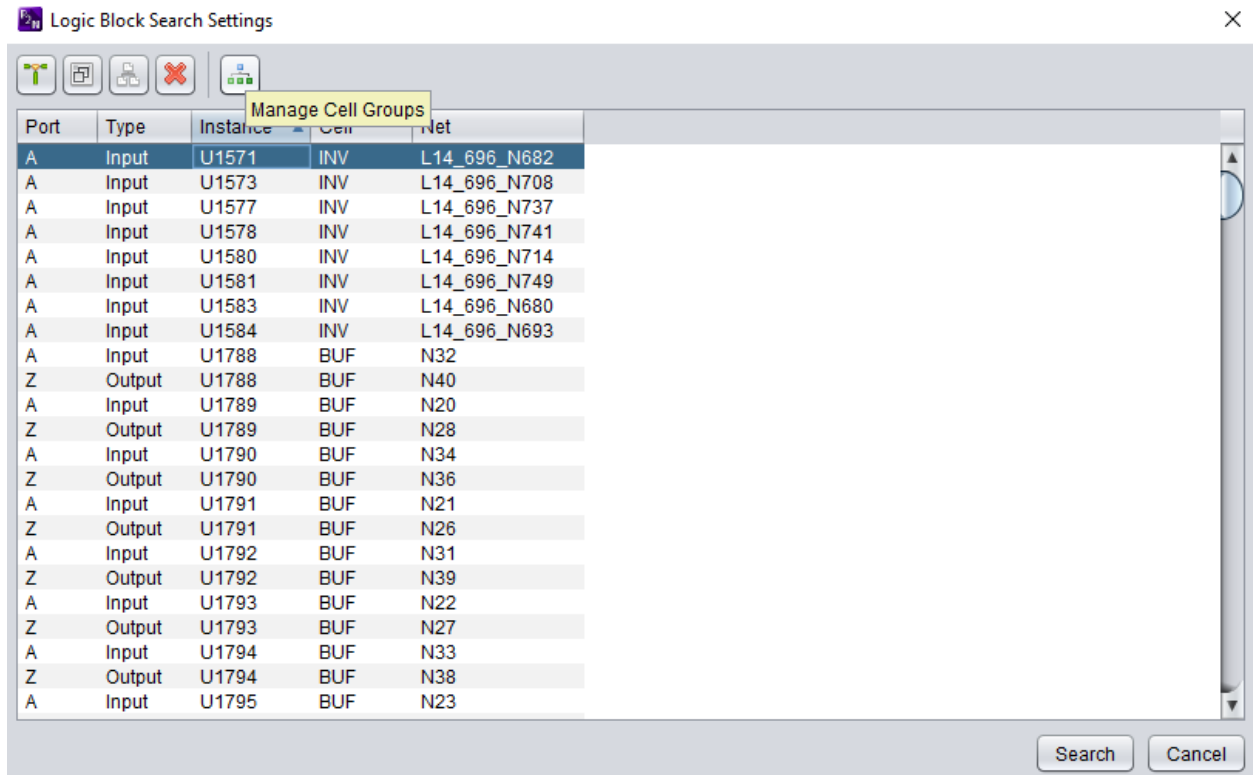 P2N Logic Block Search Settings
Manage Cell Groups
Port Type Instance Cell Net
A Input U1571 INV L14_696_N682
A Input U1573 INV L14_696_N708
A Input U1577 INV L14_696_N737
A Input U1578 INV L14_696_N741
A Input U1580 INV L14_696_N714
A Input U1581 INV L14_696_N749
A Input U1583 INV L14_696_N680
A Input U1584 INV L14_696_N693
A Input U1788 BUF N32
Z Output U1788 BUF N40
A Input U1789 BUF N20
Z Output U1789 BUF N28
A Input U1790 BUF N34
Z Output U1790 BUF N36
A Input U1791 BUF N21
Z Output U1791 BUF N26
A Input U1792 BUF N31
Z Output U1792 BUF N39
A Input U1793 BUF N22
Z Output U1793 BUF N27
A Input U1794 BUF N33
Z Output U1794 BUF N38
A Input U1795 BUF N23
Search Cancel